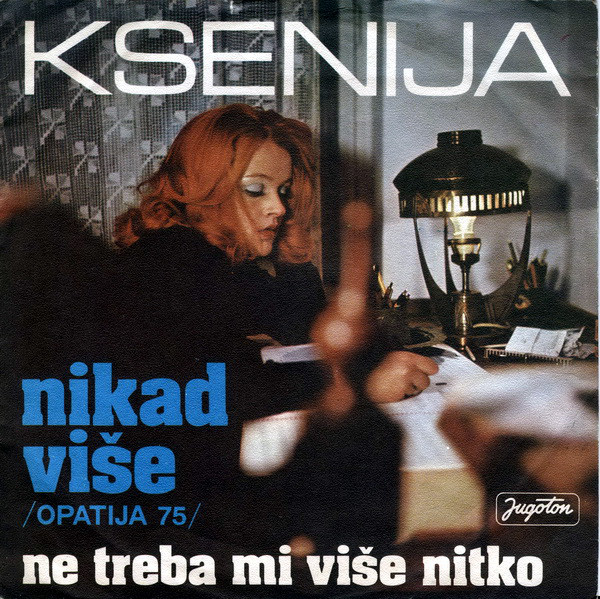 KSENIJA
nikad
više
/OPATIJA 75/
Jugoton
ne treba mi više nitko